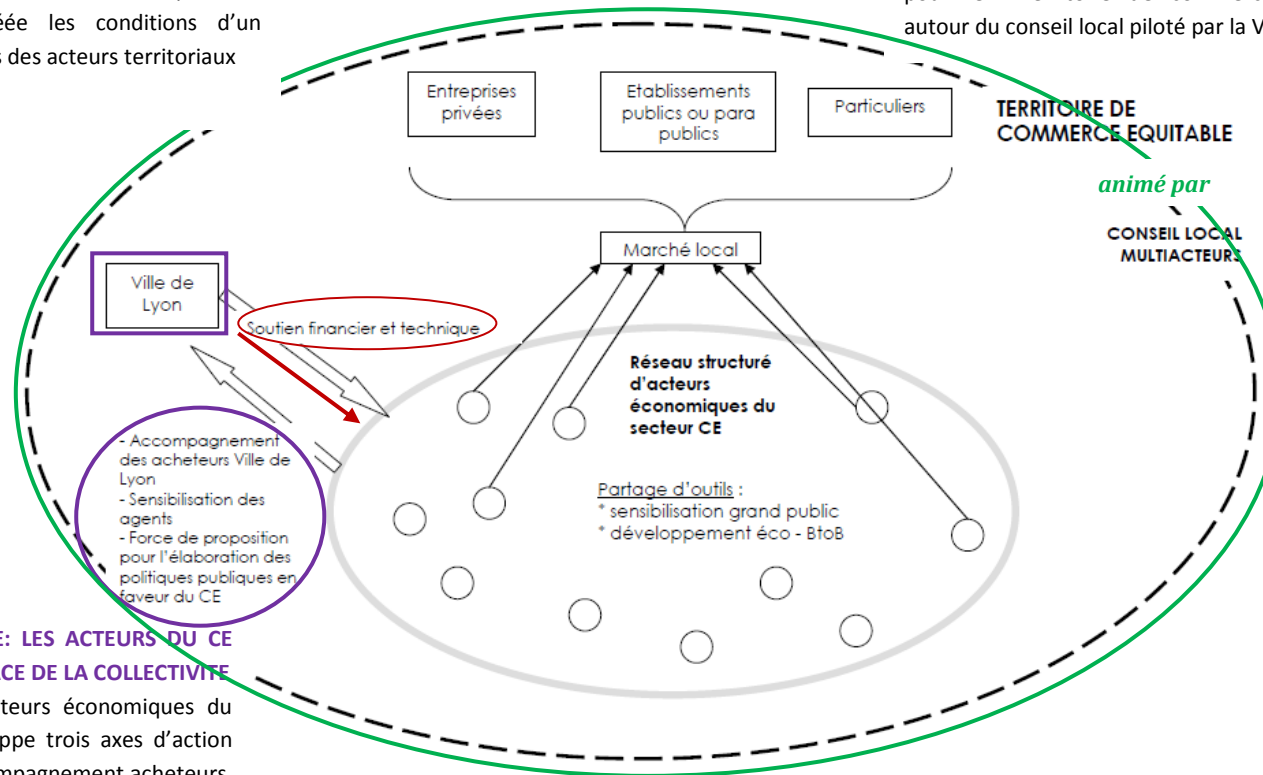 éée les conditions d'un
s des acteurs territoriaux
autour du conseil local piloté par la V
Entreprises
privées
Etablissements
publics ou para
publics
Particuliers
TERRITOIRE DE
COMMERCE EQUITABLE
animé par
CONSEIL LOCAL
MULTIACTEURS
Marché local
Ville de
Lyon
Soutien financier et technique
Réseau structuré
d'acteurs
économiques du
secteur CE
- Accompagnement
des acheteurs Ville de
Lyon
- Sensibilisation des
agents
- Force de proposition
pour l'élaboration des
politiques publiques en
faveur du CE
Partage d'outils :
* sensibilisation grand public
* développement éco - BtoB
E: LES ACTEURS DU CE
CE DE LA COLLECTIVITE
teurs économiques du
ppe trois axes d'action
mpagnement acheteurs